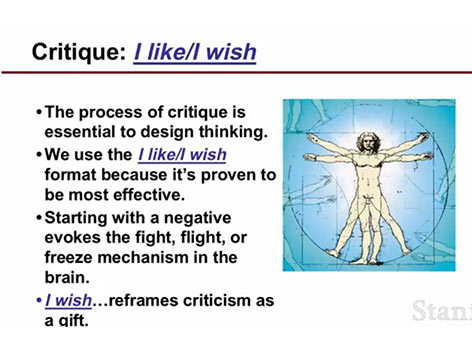 Critique: I like/I wish
• The process of critique is
essential to design thinking.
• We use the I like/I wish
format because it’s proven to
be most effective.
• Starting with a negative
evokes the fight, flight, or
freeze mechanism in the
brain.
• I wish…reframes criticism as
a gift.
Stanf